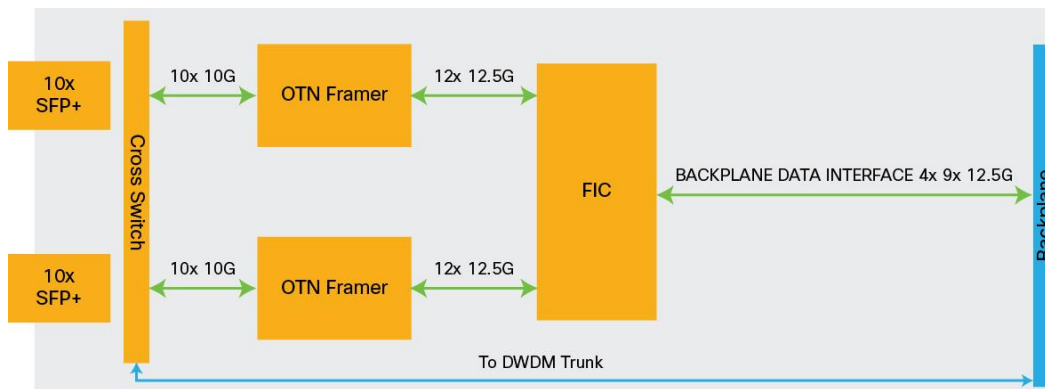 10x
SFP+
Cross Switch
10x 10G
OTN Framer
12x 12.5G
FIC
BACKPLANE DATA INTERFACE 4x 9x 12.5G
Backplane
10x
SFP+
10x 10G
OTN Framer
12x 12.5G
To DWDM Trunk